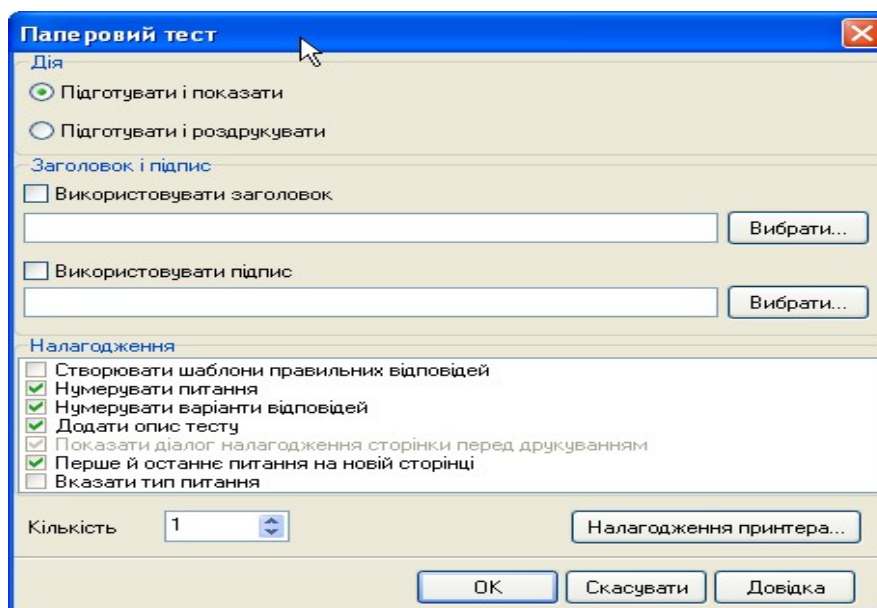 Паперовий тест
Дія
Підготувати і показати
Підготувати і роздрукувати
Заголовок і підпис
Використовувати заголовок
Вибрати...
Використовувати підпис
Вибрати...
Налагодження
Створювати шаблони правильних відповідей
Нумерувати питання
Нумерувати варіанти відповідей
Додати опис тесту
Показати діалог налагодження сторінки перед друкуванням
Перше й останнє питання на новій сторінці
Вказати тип питання
Кількість 1 Налагодження принтера...
OK Скасувати Довідка